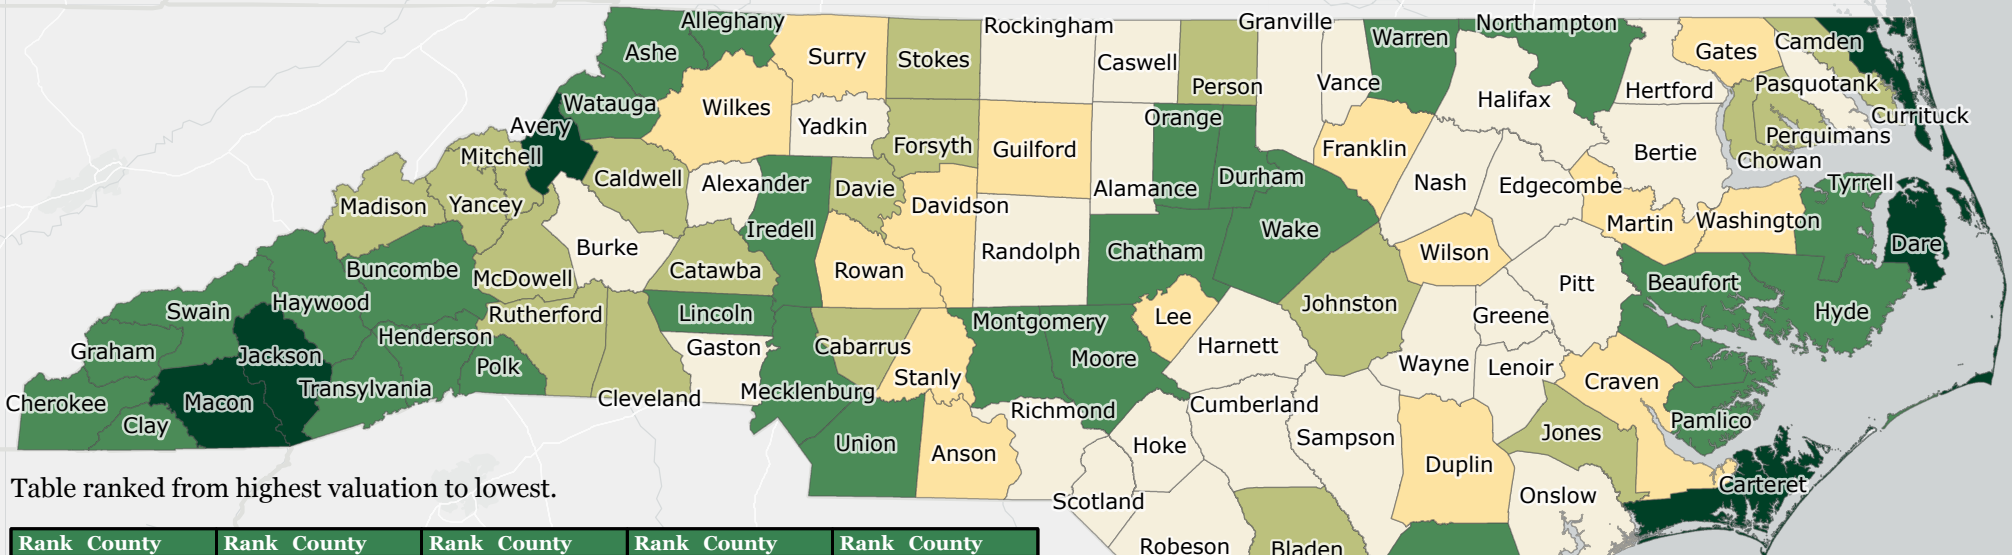 Alleghany
Northampton
Rockingham
Granville
Ashe
Surry
Stokes
Caswell
Person
Vance
Warren
Halifax
Hertford
Gates
Camden
Pasquotank
Currituck
Watauga
Wilkes
Yadkin
Forsyth
Guilford
Orange
Durham
Franklin
Nash
Edgecombe
Bertie
Perquimans
Chowan
Avery
Mitchell
Caldwell
Alexander
Davie
Davidson
Alamance
Martin
Washington
Tyrrell
Dare
Madison
Yancey
Burke
Iredell
Rowan
Randolph
Chatham
Wake
Wilson
Pitt
Beaufort
Hyde
Buncombe
McDowell
Catawba
Johnston
Greene
Swain
Haywood
Rutherford
Lincoln
Cabarrus
Montgomery
Lee
Harnett
Wayne
Lenoir
Craven
Pamlico
Graham
Jackson
Henderson
Polk
Gaston
Stanly
Moore
Cherokee
Clay
Macon
Transylvania
Cleveland
Mecklenburg
Richmond
Cumberland
Sampson
Duplin
Jones
Union
Anson
Hoke
Scotland
Onslow
Carteret
Robeson
Bladen
Table ranked from highest valuation to lowest.
Rank County Rank County Rank County Rank County Rank County